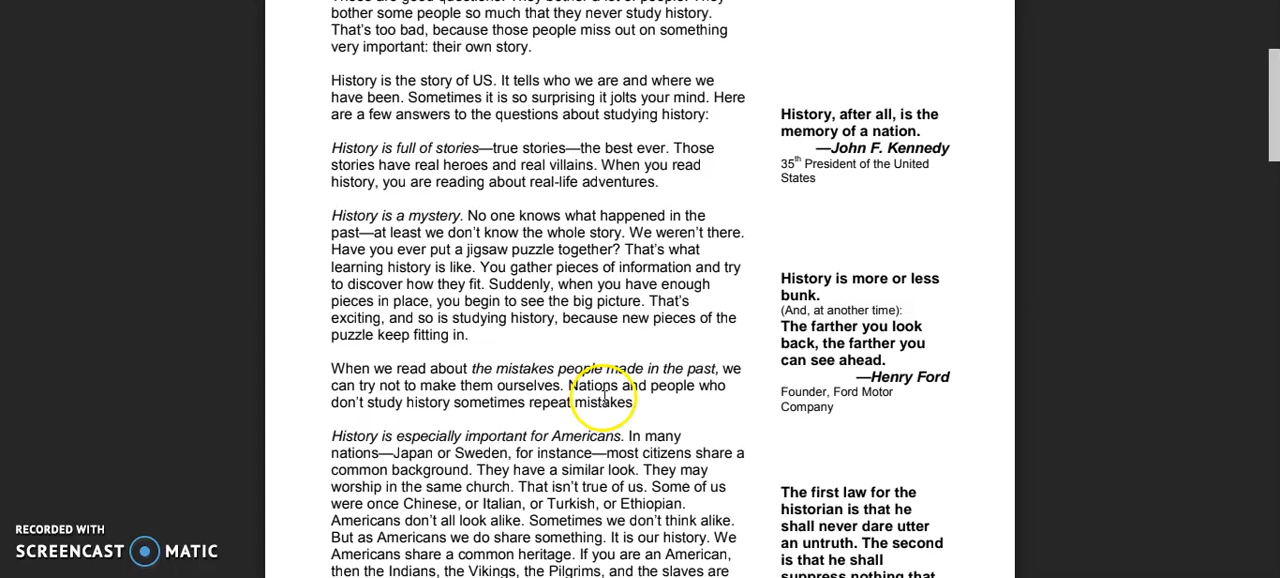 bother some people so much that they never study history.
That's too bad, because those people miss out on something
very important: their own story.
History is the story of US. It tells who we are and where we
have been. Sometimes it is so surprising it jolts your mind. Here
are a few answers to the questions about studying history:
History is full of stories—true stories—the best ever. Those
stories have real heroes and real villains. When you read
history, you are reading about real-life adventures.
History is a mystery. No one knows what happened in the
past—at least we don't know the whole story. We weren't there.
Have you ever put a jigsaw puzzle together? That's what
learning history is like. You gather pieces of information and try
to discover how they fit. Suddenly, when you have enough
pieces in place, you begin to see the big picture. That's
exciting, and so is studying history, because new pieces of the
puzzle keep fitting in.
When we read about the mistakes people made in the past, we
can try not to make them ourselves. Nations and people who
don't study history sometimes repeat mistakes.
History is especially important for Americans. In many
nations—Japan or Sweden, for instance—most citizens share a
common background. They have a similar look. They may
worship in the same church. That isn't true of us. Some of us
were once Chinese, or Italian, or Turkish, or Ethiopian.
Americans don't all look alike. Sometimes we don't think alike.
But as Americans we do share something. It is our history. We
Americans share a common heritage. If you are an American,
then the Indians, the Vikings, the Pilgrims, and the slaves are
History, after all, is the
memory of a nation.
—John F. Kennedy
35th President of the United
States
History is more or less
bunk.
(And, at another time):
The farther you look
back, the farther you
can see ahead.
—Henry Ford
Founder, Ford Motor
Company
The first law for the
historian is that he
shall never dare utter
an untruth. The second
is that he shall
suppress nothing that
RECORDED WITH
SCREENCAST MATIC